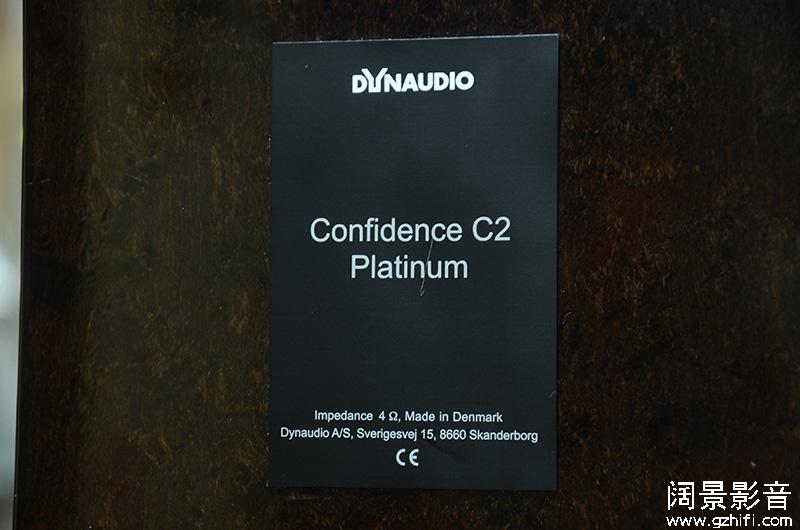 DYNAUDIO
Confidence C2
Platinum
Impedance 4 Ω, Made in Denmark
Dynaudio A/S, Sverigesvej 15, 8660 Skanderborg
CE
阔景影音
www.gzhifi.com